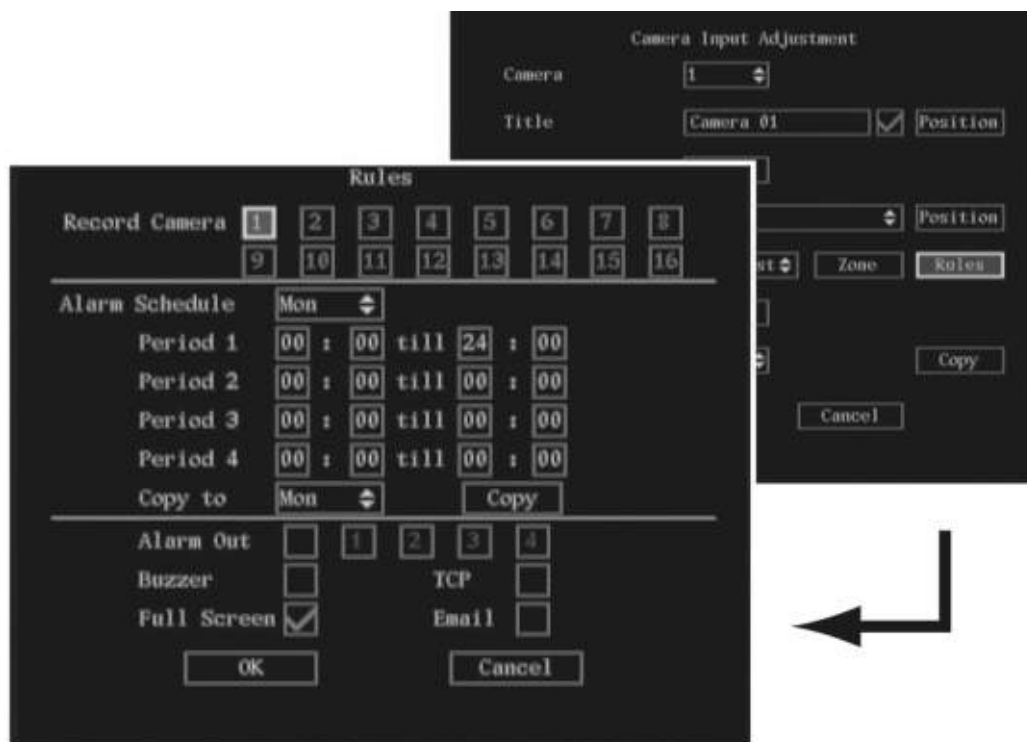 Camera Input Adjustment
Camera 1
Title Camera 01 Position
Position
st Zone Rules
Copy
Cancel
Rules
Record Camera 1 2 3 4 5 6 7 8
9 10 11 12 13 14 15 16
Alarm Schedule Mon
Period 1 00 : 00 till 24 : 00
Period 2 00 : 00 till 00 : 00
Period 3 00 : 00 till 00 : 00
Period 4 00 : 00 till 00 : 00
Copy to Mon Copy
Alarm Out 1 2 3 4
Buzzer TCP
Full Screen Email
OK Cancel